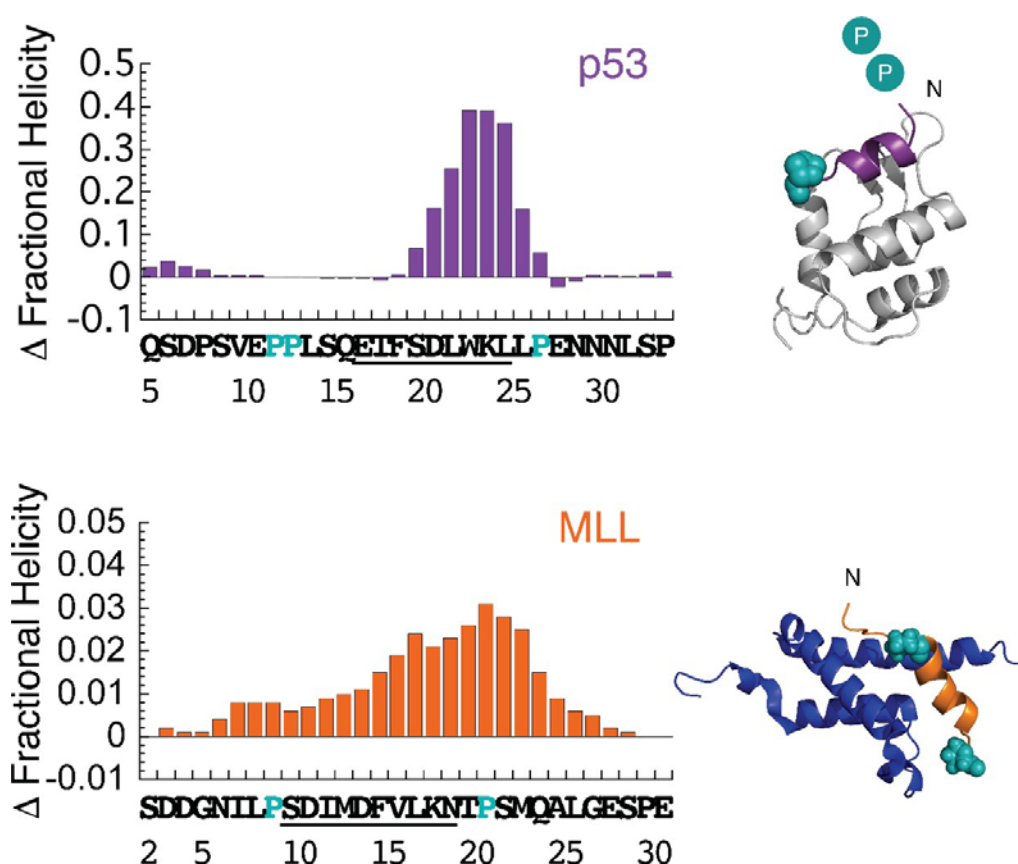 p53
P
P
N
Δ Fractional Helicity
0.5
0.4
0.3
0.2
0.1
0
-0.1
QSDPSVEPPLSQETFSDLWKLLPENNNLSP
5 10 15 20 25 30
MLL
N
Δ Fractional Helicity
0.05
0.04
0.03
0.02
0.01
0
-0.01
SDDGNILPSDIMDFVLKNTPSMQALGESPE
2 5 10 15 20 25 30